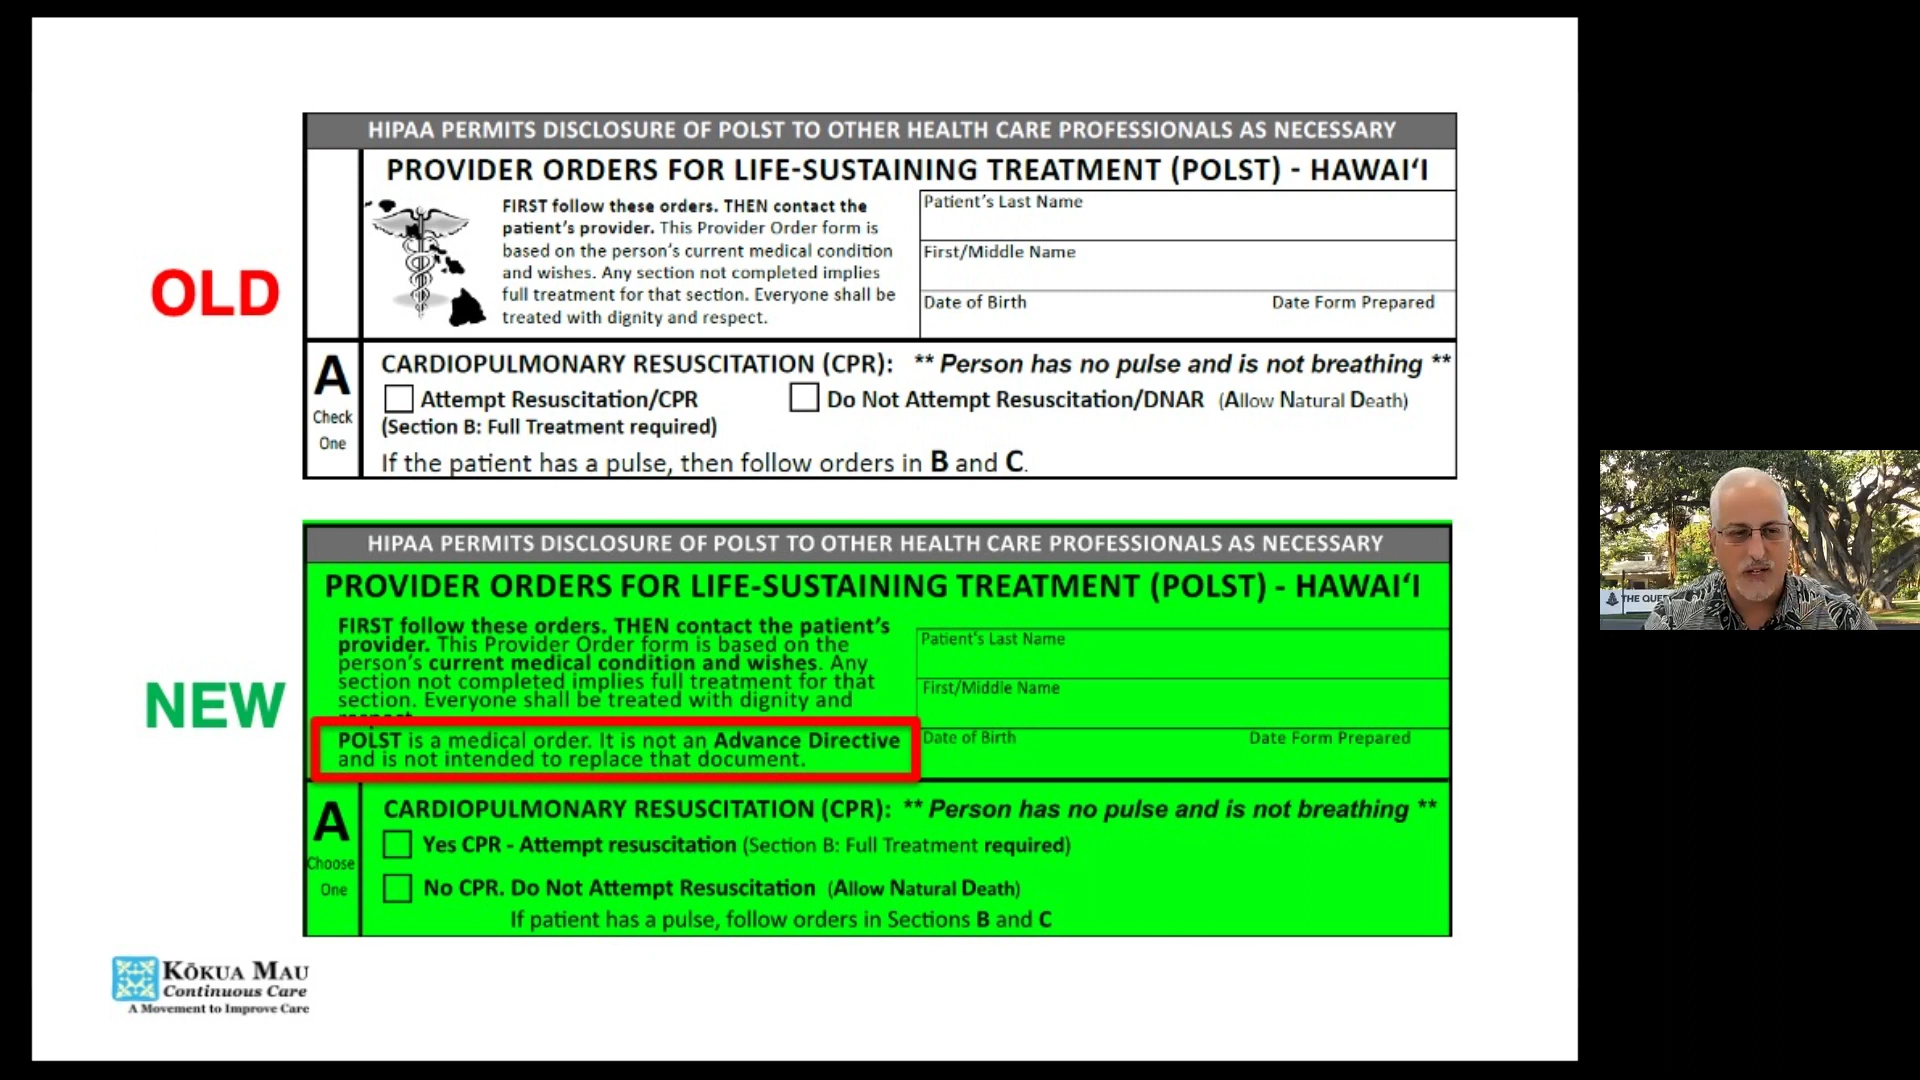 HIPAA PERMITS DISCLOSURE OF POLST TO OTHER HEALTH CARE PROFESSIONALS AS NECESSARY
PROVIDER ORDERS FOR LIFE-SUSTAINING TREATMENT (POLST) - HAWAIʻI
FIRST follow these orders. THEN contact the
patient’s provider. This Provider Order form is
based on the person’s current medical condition
and wishes. Any section not completed implies
full treatment for that section. Everyone shall be
treated with dignity and respect.
Patient’s Last Name
First/Middle Name
Date of Birth
Date Form Prepared
OLD
A
Check
One
CARDIOPULMONARY RESUSCITATION (CPR): ** Person has no pulse and is not breathing **
Attempt Resuscitation/CPR
Do Not Attempt Resuscitation/DNAR (Allow Natural Death)
(Section B: Full Treatment required)
If the patient has a pulse, then follow orders in B and C.
HIPAA PERMITS DISCLOSURE OF POLST TO OTHER HEALTH CARE PROFESSIONALS AS NECESSARY
PROVIDER ORDERS FOR LIFE-SUSTAINING TREATMENT (POLST) - HAWAIʻI
FIRST follow these orders. THEN contact the patient’s
provider. This Provider Order form is based on the
person’s current medical condition and wishes. Any
section not completed implies full treatment for that
section. Everyone shall be treated with dignity and
respect.
POLST is a medical order. It is not an Advance Directive
and is not intended to replace that document.
Patient’s Last Name
First/Middle Name
Date of Birth
Date Form Prepared
NEW
A
Choose
One
CARDIOPULMONARY RESUSCITATION (CPR): ** Person has no pulse and is not breathing **
Yes CPR - Attempt resuscitation (Section B: Full Treatment required)
No CPR. Do Not Attempt Resuscitation (Allow Natural Death)
If patient has a pulse, follow orders in Sections B and C
KŌKUA MAU
Continuous Care
A Movement to Improve Care
THE QUE